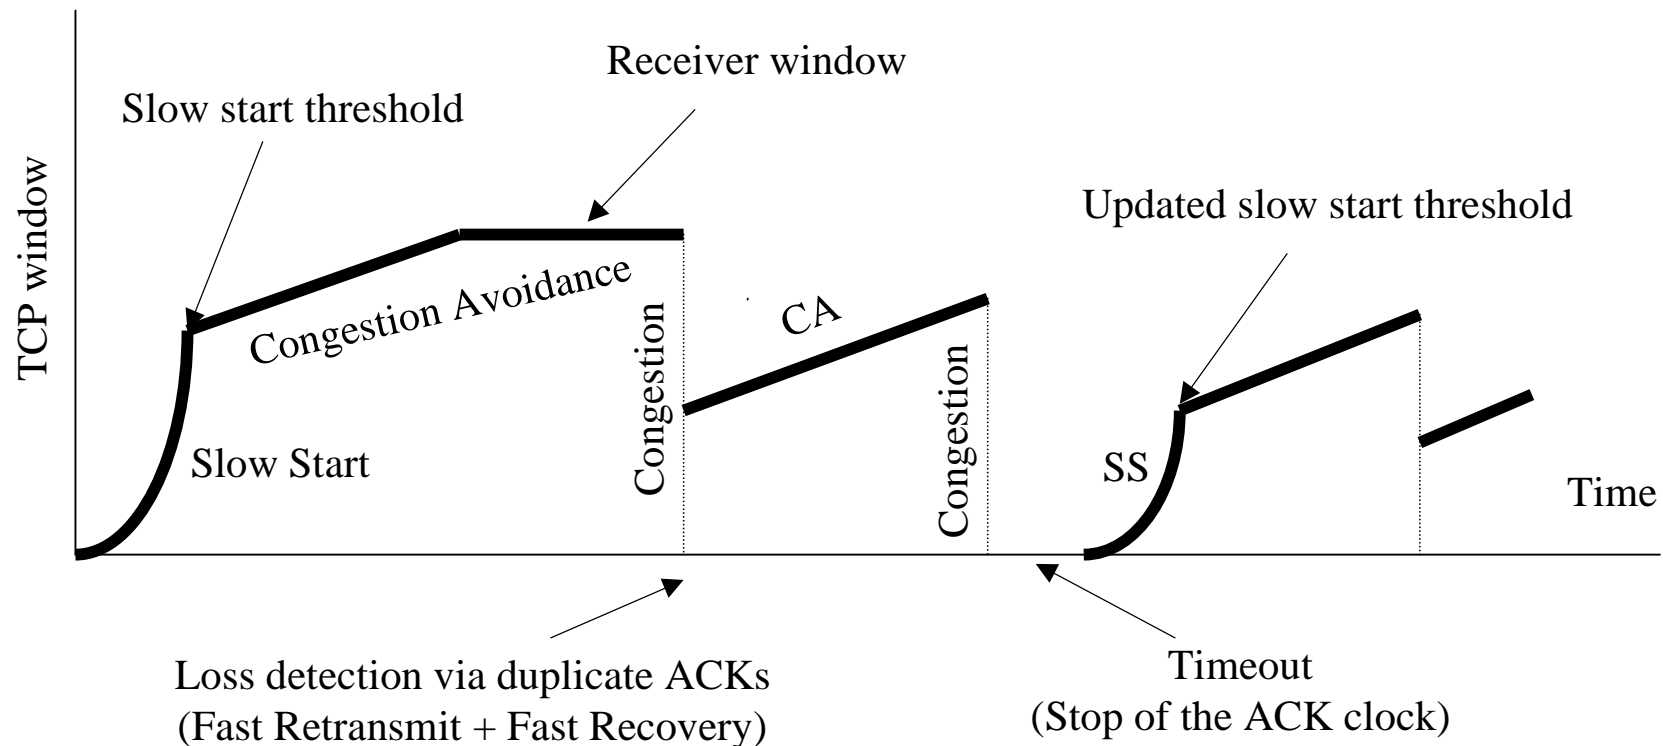 Receiver window
Slow start threshold
Updated slow start threshold
TCP window
Congestion Avoidance
CA
Congestion
Congestion
Slow Start
SS
Time
Loss detection via duplicate ACKs
(Fast Retransmit + Fast Recovery)
Timeout
(Stop of the ACK clock)